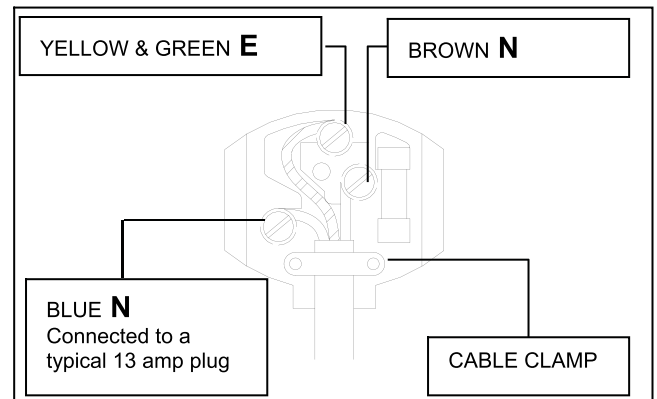 YELLOW & GREEN E
BROWN N
BLUE N
Connected to a
typical 13 amp plug
CABLE CLAMP